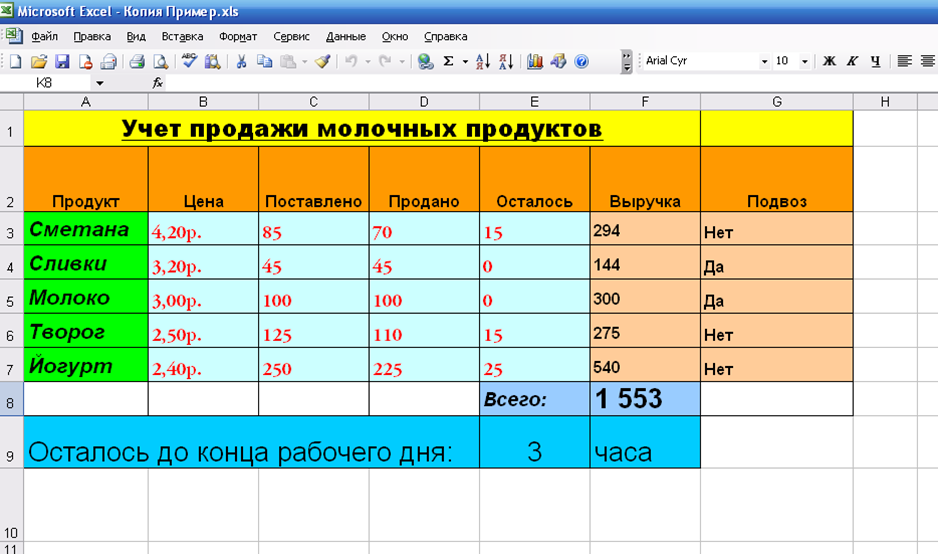 Microsoft Excel - Копия Пример.xls
Файл Правка Вид Вставка Формат Сервис Данные Окно Справка
Arial Cyr 10 Ж К Ч
K8 fx
A B C D E F G H
1 Учет продажи молочных продуктов
2 Продукт Цена Поставлено Продано Осталось Выручка Подвоз
3 Сметана 4,20р. 85 70 15 294 Нет
4 Сливки 3,20р. 45 45 0 144 Да
5 Молоко 3,00р. 100 100 0 300 Да
6 Творог 2,50р. 125 110 15 275 Нет
7 Йогурт 2,40р. 250 225 25 540 Нет
8 Всего: 1 553
9 Осталось до конца рабочего дня: 3 часа
10
11